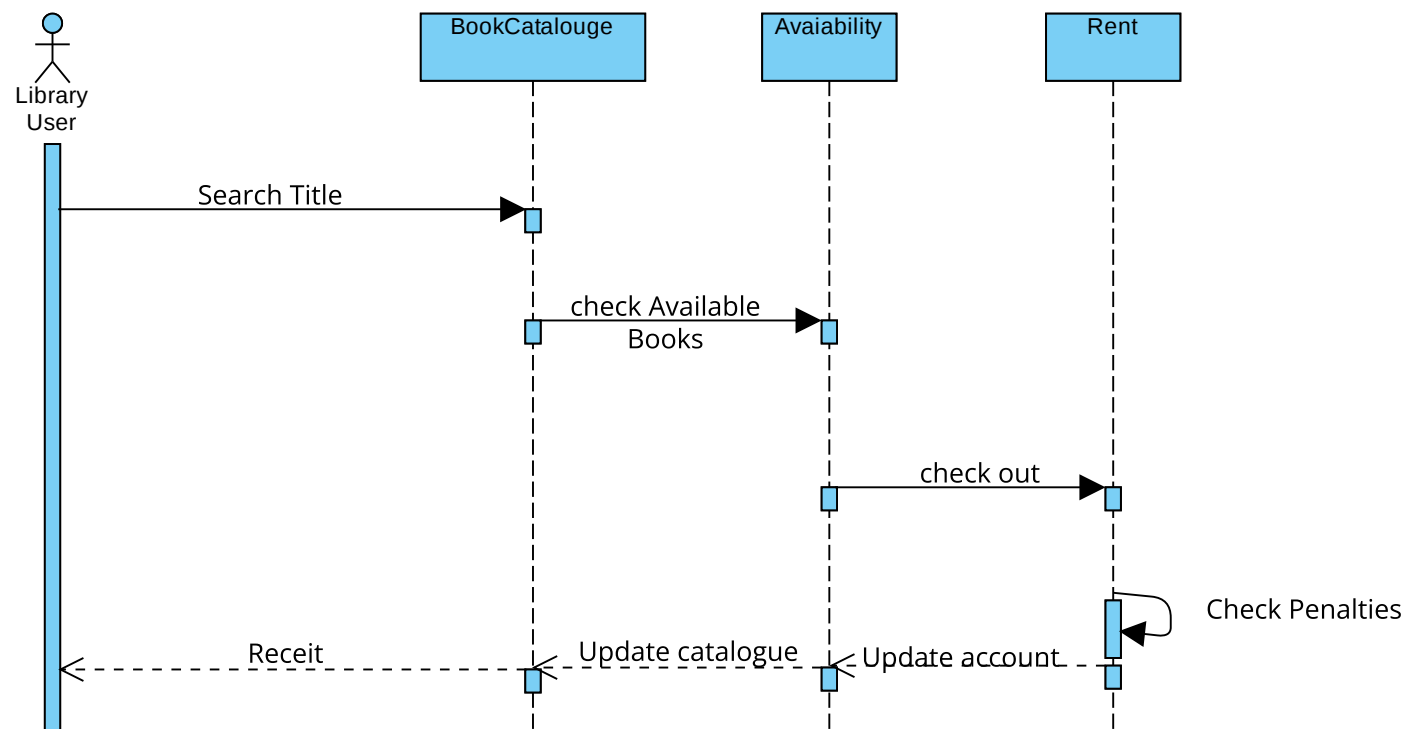 BookCatalouge
Avaiability
Rent
Library
User
Search Title
check Available
Books
check out
Check Penalties
Receit
Update catalogue
Update account